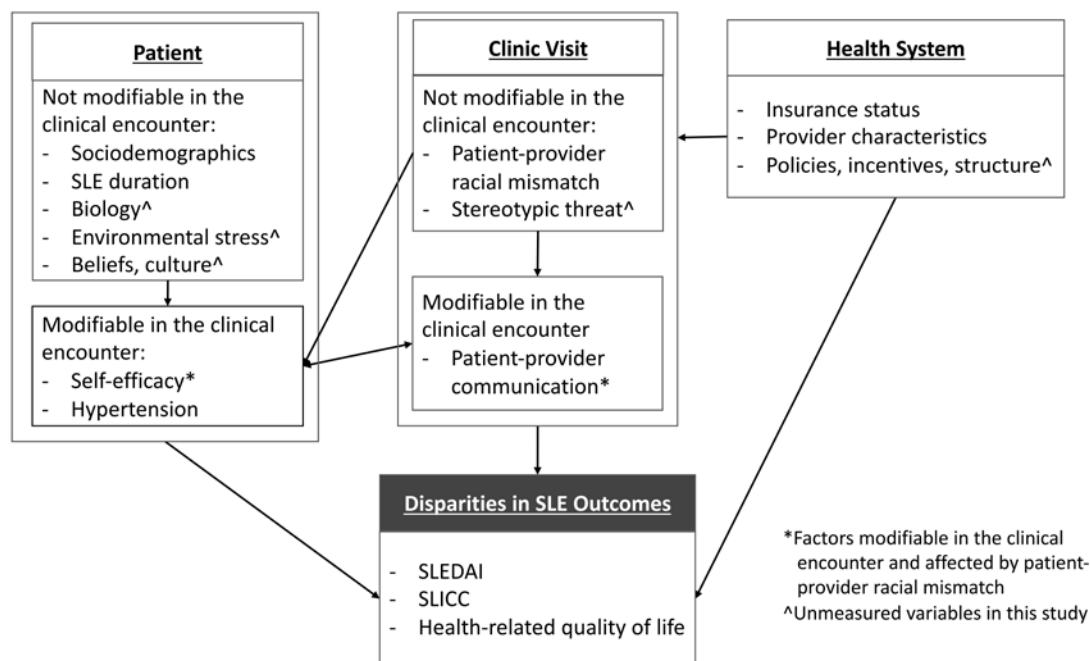 Patient
Not modifiable in the
clinical encounter:
- Sociodemographics
- SLE duration
- Biology^
- Environmental stress^
- Beliefs, culture^
Modifiable in the clinical
encounter:
- Self-efficacy*
- Hypertension
Clinic Visit
Not modifiable in the
clinical encounter:
- Patient-provider
racial mismatch
- Stereotypic threat^
Modifiable in the
clinical encounter
- Patient-provider
communication*
Health System
- Insurance status
- Provider characteristics
- Policies, incentives, structure^
Disparities in SLE Outcomes
- SLEDAI
- SLICC
- Health-related quality of life
*Factors modifiable in the clinical
encounter and affected by patient-
provider racial mismatch
^Unmeasured variables in this study